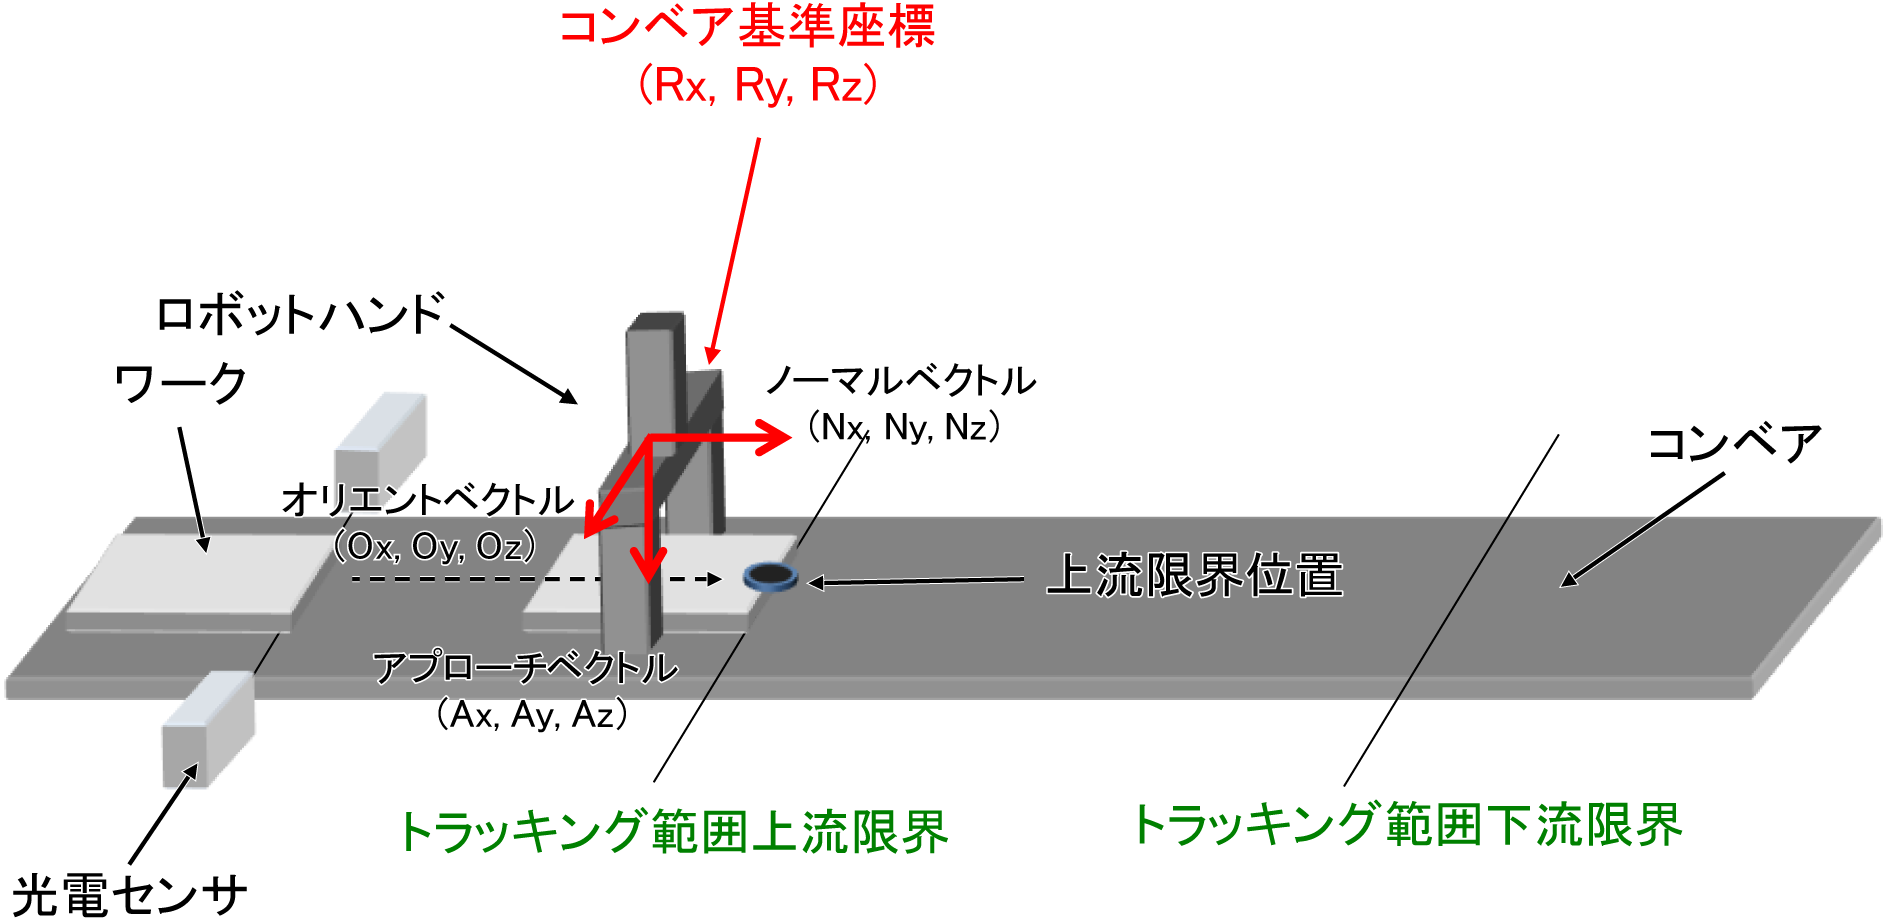 コンベア基準座標
（Rx, Ry, Rz）
ロボットハンド
ワーク
ノーマルベクトル
（Nx, Ny, Nz）
コンベア
オリエントベクトル
（Ox, Oy, Oz）
上流限界位置
アプローチベクトル
（Ax, Ay, Az）
トラッキング範囲上流限界
トラッキング範囲下流限界
光電センサ